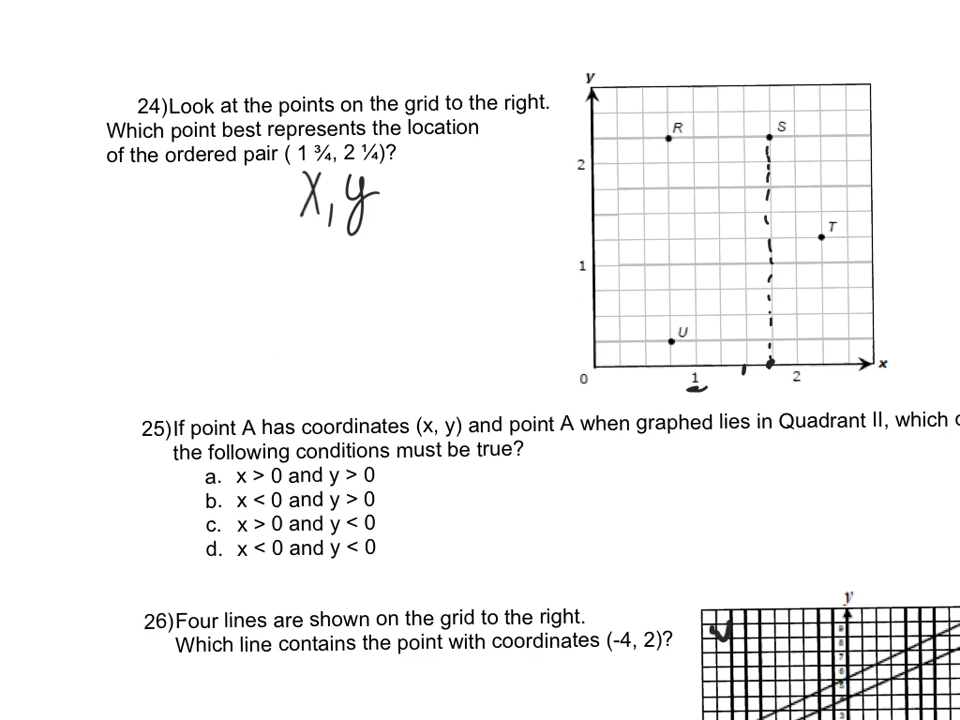 24)Look at the points on the grid to the right.
Which point best represents the location
of the ordered pair ( 1 ¾, 2 ¼)?
x, y
y
R
S
2
T
1
U
x
0
1
2
25)If point A has coordinates (x, y) and point A when graphed lies in Quadrant II, which
the following conditions must be true?
a. x > 0 and y > 0
b. x < 0 and y > 0
c. x > 0 and y < 0
d. x < 0 and y < 0
26)Four lines are shown on the grid to the right.
Which line contains the point with coordinates (-4, 2)?
y